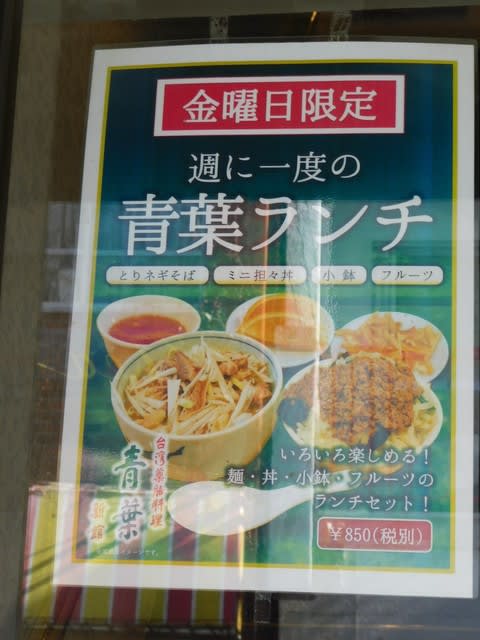 金曜日限定
週に一度の
青葉ランチ
とりネギそば ミニ担々丼 小鉢 フルーツ
いろいろ楽しめる！
麺・丼・小鉢・フルーツの
ランチセット！
¥850(税別)
台湾薬膳料理
青葉
新館